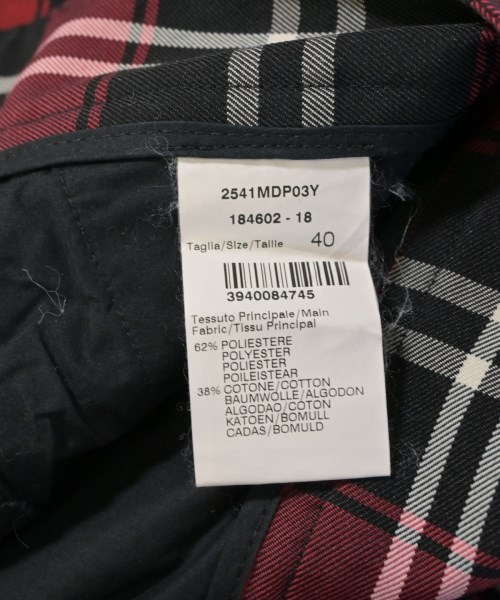 2541MDP03Y
184602 - 18
Taglia/Size/Taille 40
3940084745
Tessuto Principale/Main
Fabric/Tissu Principal
62% POLIESTERE
POLYESTER
POLIESTER
POILEISTEAR
38% COTONE/COTTON
BAUMWOLLE/ALGODON
ALGODAO/COTON
KATOEN/BOMULL
CADAS/BOMULD